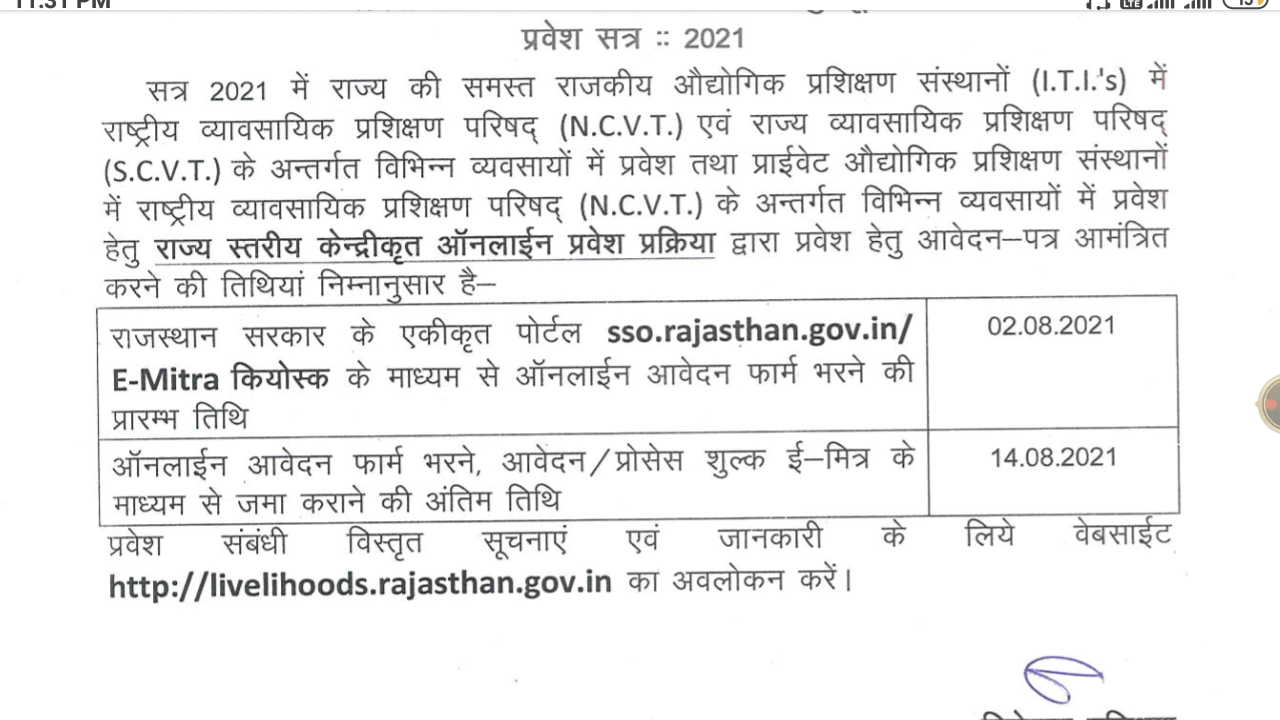 11:31 PM
प्रवेश सत्र :: 2021
सत्र 2021 में राज्य की समस्त राजकीय औद्योगिक प्रशिक्षण संस्थानों (I.T.I.'s) में
राष्ट्रीय व्यावसायिक प्रशिक्षण परिषद् (N.C.V.T.) एवं राज्य व्यावसायिक प्रशिक्षण परिषद्
(S.C.V.T.) के अन्तर्गत विभिन्न व्यवसायों में प्रवेश तथा प्राईवेट औद्योगिक प्रशिक्षण संस्थानों
में राष्ट्रीय व्यावसायिक प्रशिक्षण परिषद् (N.C.V.T.) के अन्तर्गत विभिन्न व्यवसायों में प्रवेश
हेतु राज्य स्तरीय केन्द्रीकृत ऑनलाईन प्रवेश प्रक्रिया द्वारा प्रवेश हेतु आवेदन–पत्र आमंत्रित
करने की तिथियां निम्नानुसार है–
राजस्थान सरकार के एकीकृत पोर्टल sso.rajasthan.gov.in/
E-Mitra कियोस्क के माध्यम से ऑनलाईन आवेदन फार्म भरने की
प्रारम्भ तिथि
02.08.2021
ऑनलाईन आवेदन फार्म भरने, आवेदन/प्रोसेस शुल्क ई–मित्र के
माध्यम से जमा कराने की अंतिम तिथि
14.08.2021
प्रवेश संबंधी विस्तृत सूचनाएं एवं जानकारी के लिये वेबसाईट
http://livelihoods.rajasthan.gov.in का अवलोकन करें।